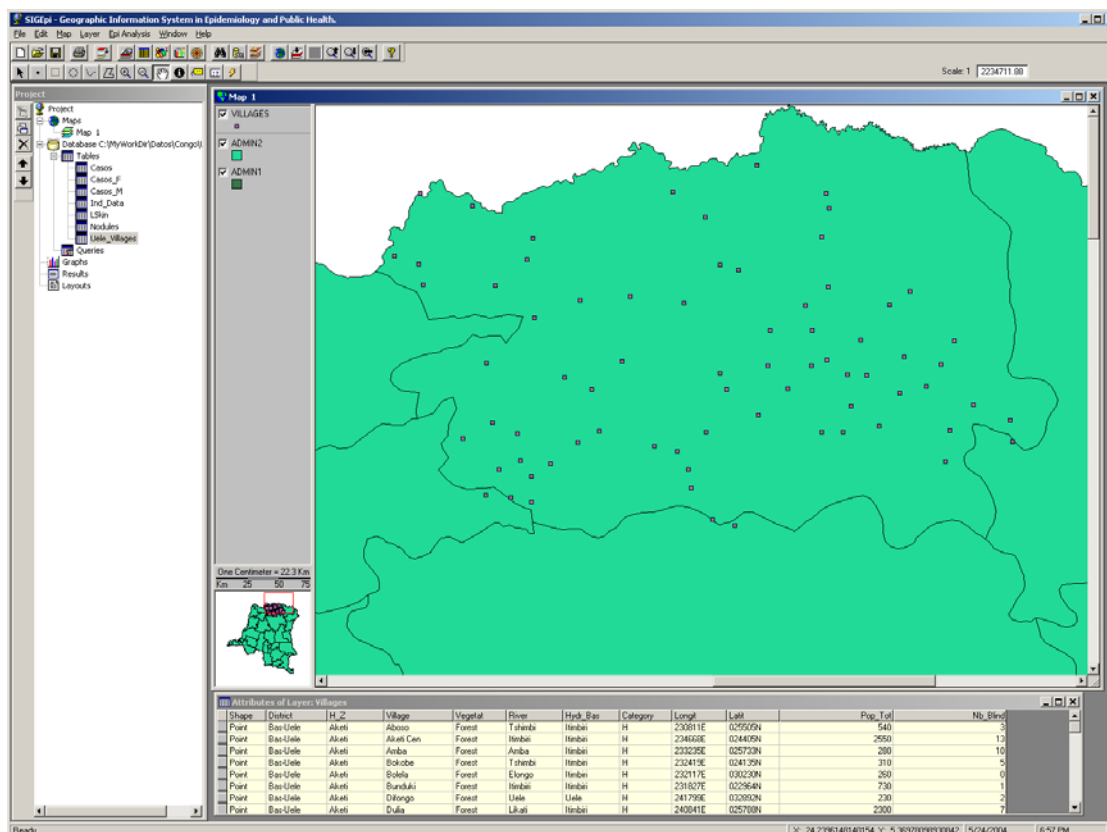 SIGEpi - Geographic Information System in Epidemiology and Public Health.
File Edit Map Layer Epi Analysis Window Help
Scale: 1 2234711.88
Project
Project
Maps
Map 1
Database C:\MyWorkDir\Datos\Congo\
Tables
Casos
Casos_F
Casos_M
Ind_Data
LSkin
Nodules
Uele_Villages
Queries
Graphs
Results
Layouts
Map 1
VILLAGES
ADMIN2
ADMIN1
One Centimeter = 22.3 Km
Km 25 50 75
Attributes of Layer: Villages
Shape District H_Z Village Vegetat River Hydr_Bas Category Longit Latit Pop_Tot Nb_Blind
Point Bas-Uele Aketi Aboso Forest Tshimbi Itimbiri H 230811E 025505N 540 3
Point Bas-Uele Aketi Aketi Cen Forest Itimbiri Itimbiri H 234668E 024405N 2550 13
Point Bas-Uele Aketi Amba Forest Amba Itimbiri H 233235E 025733N 280 10
Point Bas-Uele Aketi Bokobe Forest Tshimbi Itimbiri H 232419E 024135N 310 5
Point Bas-Uele Aketi Bolela Forest Elongo Itimbiri H 232117E 030230N 260 0
Point Bas-Uele Aketi Bunduki Forest Itimbiri Itimbiri H 231827E 022964N 730 1
Point Bas-Uele Aketi Difongo Forest Uele Uele H 241799E 032892N 230 2
Point Bas-Uele Aketi Dulia Forest Likati Itimbiri H 240841E 025788N 2300 7
Ready 5/24/2004 6:57 PM